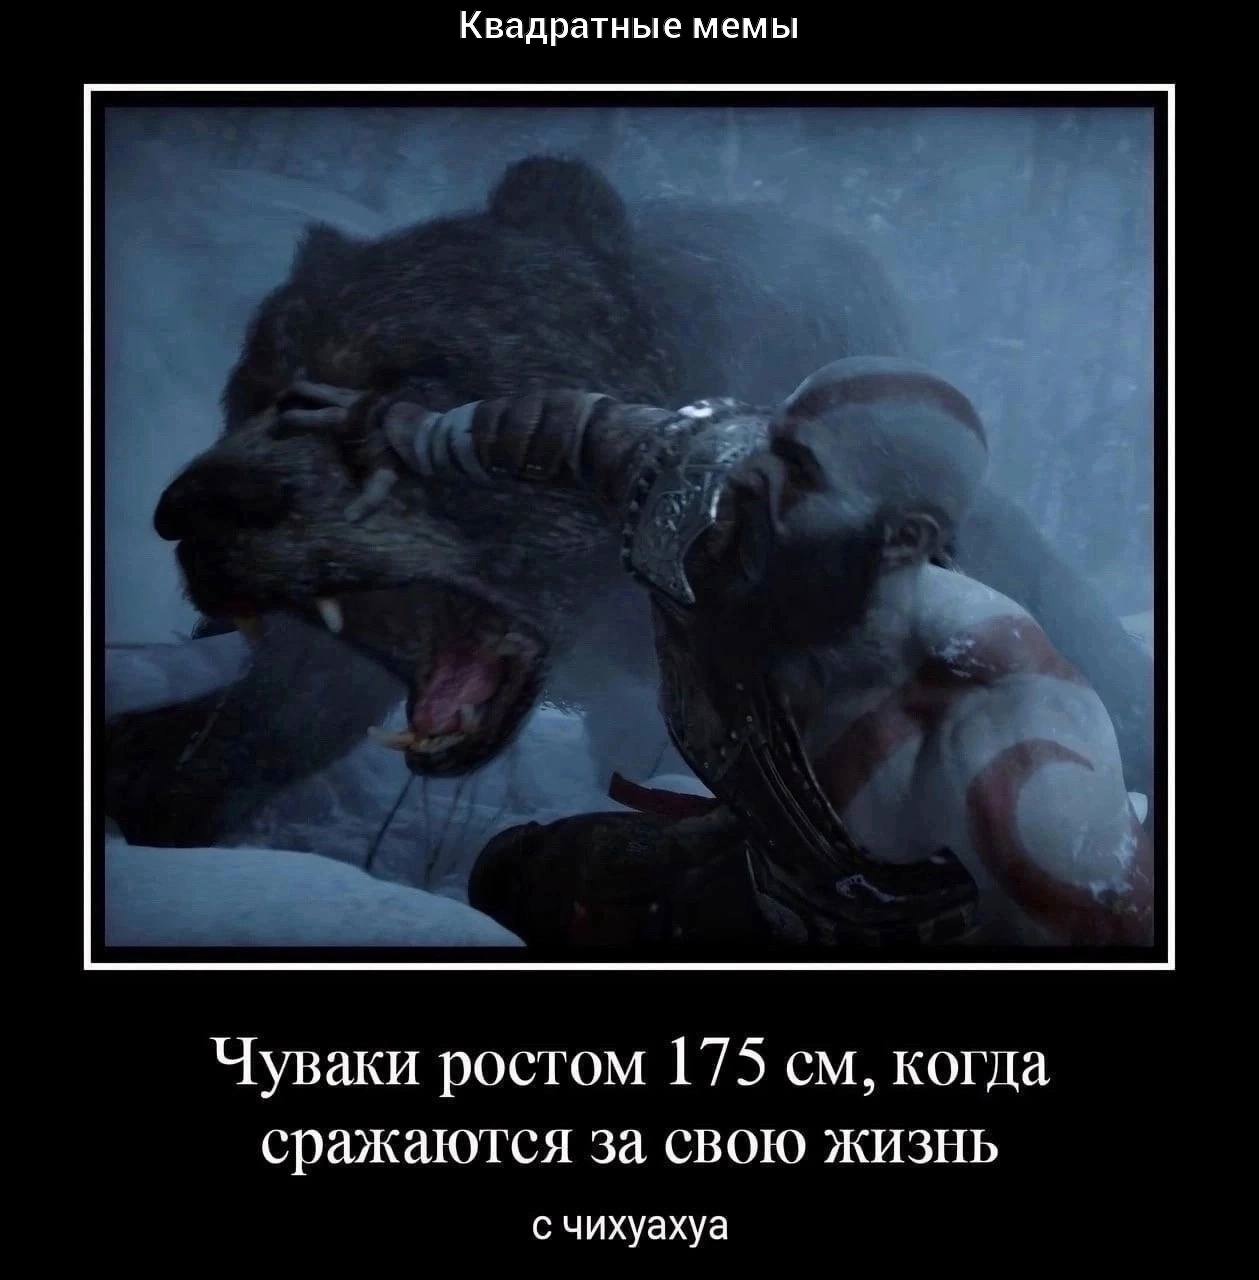 Квадратные мемы
Чуваки ростом 175 см, когда
сражаются за свою жизнь
с чихуахуа